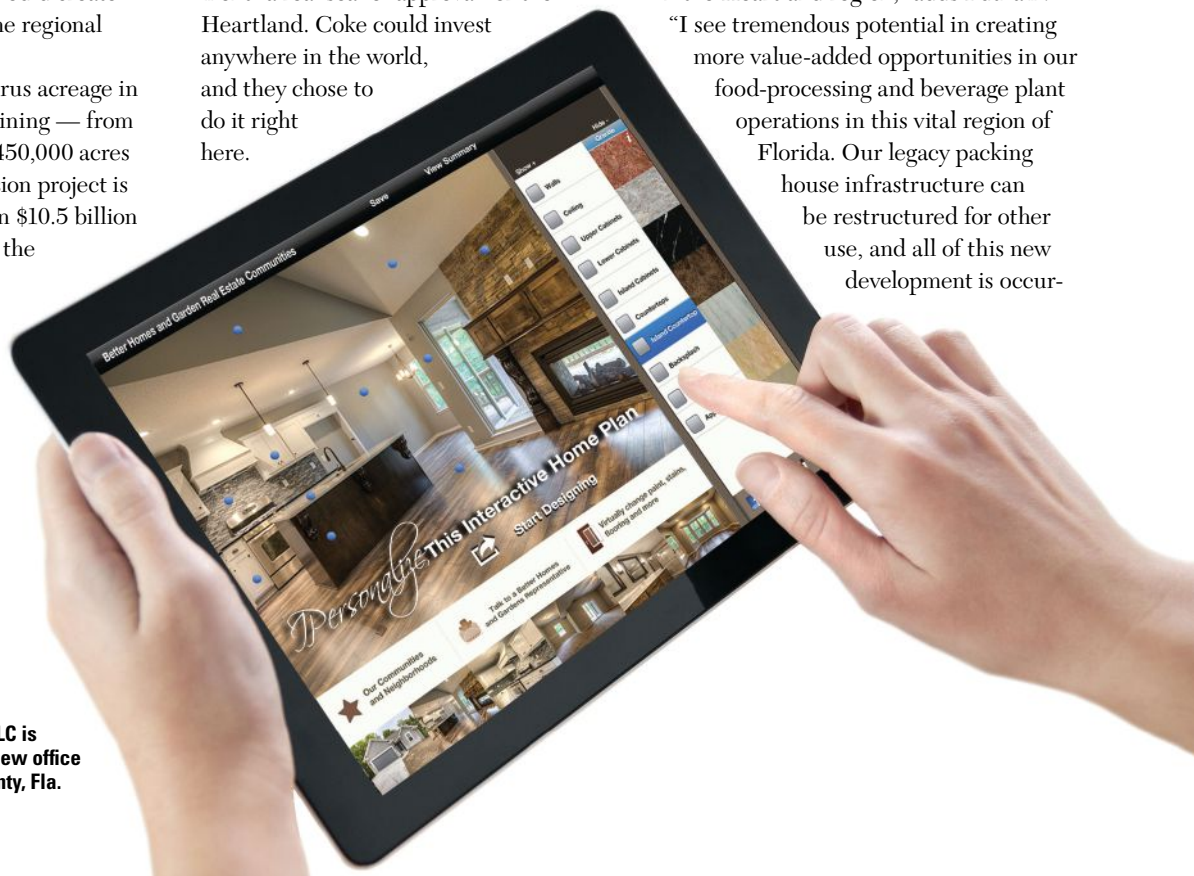 ne regional
rus acreage in
ining — from
450,000 acres
sion project is
n $10.5 billion
the
Heartland. Coke could invest
anywhere in the world,
and they chose to
do it right
here.
“I see tremendous potential in creating
more value-added opportunities in our
food-processing and beverage plant
operations in this vital region of
Florida. Our legacy packing
house infrastructure can
be restructured for other
use, and all of this new
development is occur-
Better Homes and Garden Real Estate Communities
Save
View Summary
Show +
Hide -
Granite
Walls
Ceiling
Upper Cabinets
Lower Cabinets
Island Cabinets
Countertops
Island Countertop
Backsplash
App
Personalize This Interactive Home Plan
Start Designing
Our Communities
and Neighborhoods
Talk to a Better Homes
and Gardens Representative
Virtually change paint, stains,
flooring and more
LC is
ew office
nty, Fla.